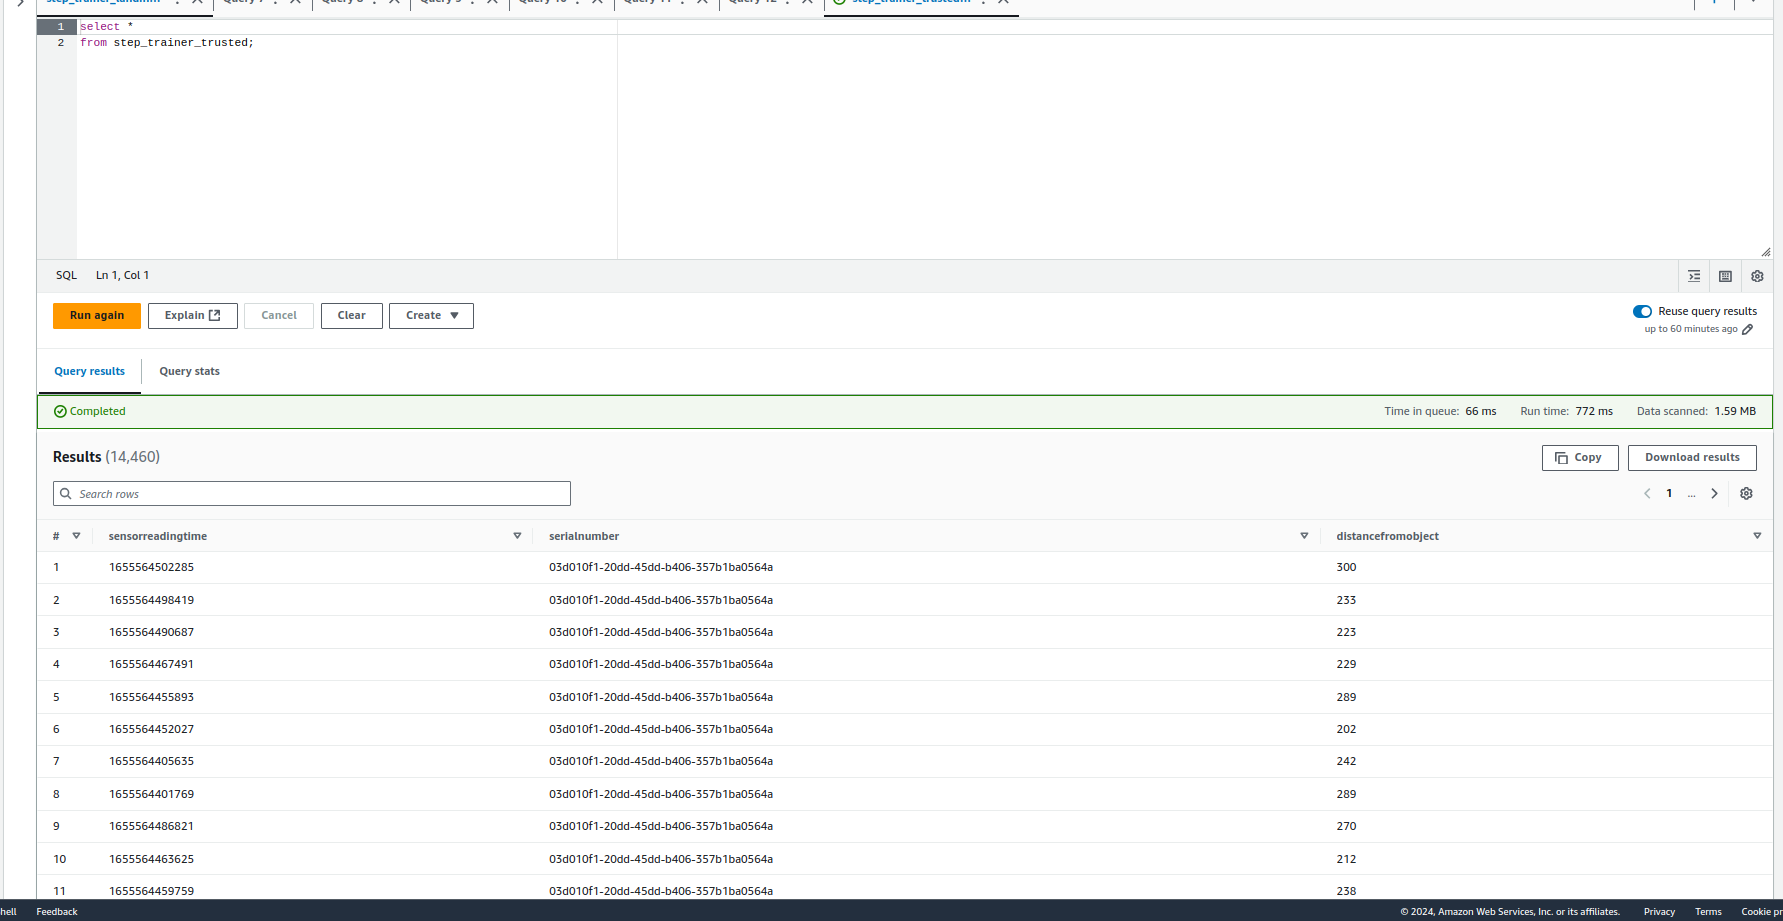 1 select *
2 from step_trainer_trusted;
SQL Ln 1, Col 1
Run again Explain Cancel Clear Create
Reuse query results
up to 60 minutes ago
Query results Query stats
Completed Time in queue: 66 ms Run time: 772 ms Data scanned: 1.59 MB
Results (14,460) Copy Download results
Search rows 1 ...
# sensorreadingtime serialnumber distancefromobject
1 1655564502285 03d010f1-20dd-45dd-b406-357b1ba0564a 300
2 1655564498419 03d010f1-20dd-45dd-b406-357b1ba0564a 233
3 1655564490687 03d010f1-20dd-45dd-b406-357b1ba0564a 223
4 1655564467491 03d010f1-20dd-45dd-b406-357b1ba0564a 229
5 1655564455893 03d010f1-20dd-45dd-b406-357b1ba0564a 289
6 1655564452027 03d010f1-20dd-45dd-b406-357b1ba0564a 202
7 1655564405635 03d010f1-20dd-45dd-b406-357b1ba0564a 242
8 1655564401769 03d010f1-20dd-45dd-b406-357b1ba0564a 289
9 1655564486821 03d010f1-20dd-45dd-b406-357b1ba0564a 270
10 1655564463625 03d010f1-20dd-45dd-b406-357b1ba0564a 212
11 1655564459759 03d010f1-20dd-45dd-b406-357b1ba0564a 238
hell Feedback © 2024, Amazon Web Services, Inc. or its affiliates. Privacy Terms Cookie pr